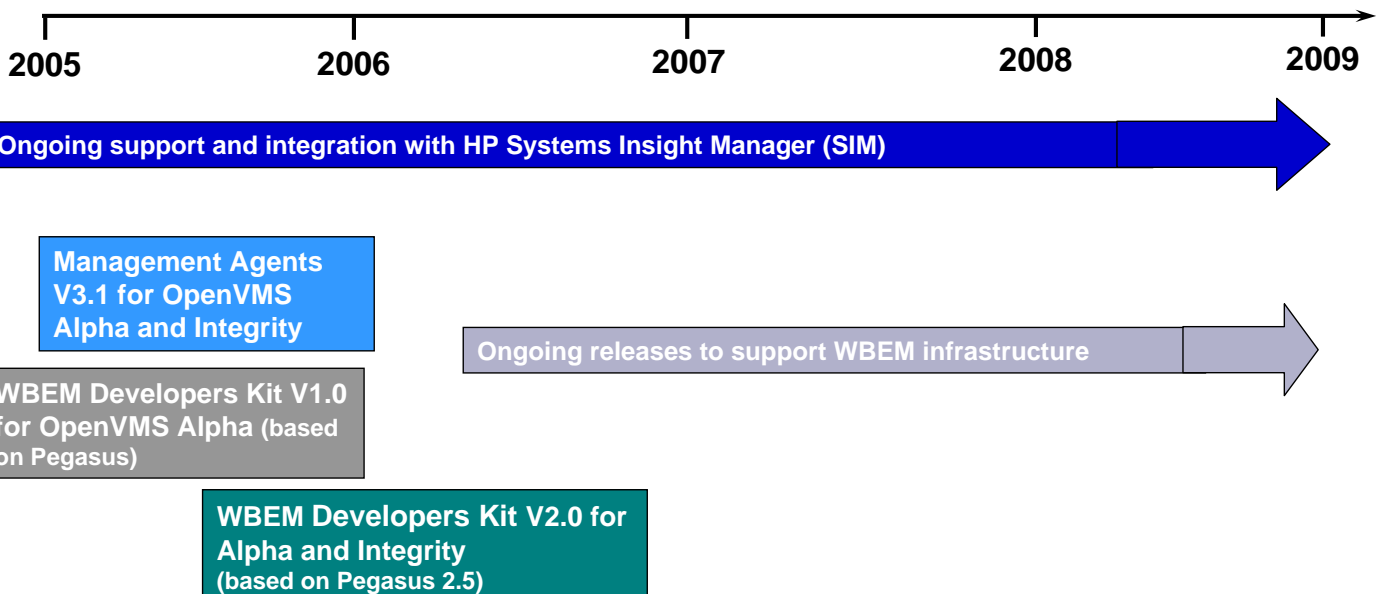 2005 2006 2007 2008 2009
Ongoing support and integration with HP Systems Insight Manager (SIM)
Management Agents
V3.1 for OpenVMS
Alpha and Integrity
Ongoing releases to support WBEM infrastructure
WBEM Developers Kit V1.0
for OpenVMS Alpha (based
on Pegasus)
WBEM Developers Kit V2.0 for
Alpha and Integrity
(based on Pegasus 2.5)